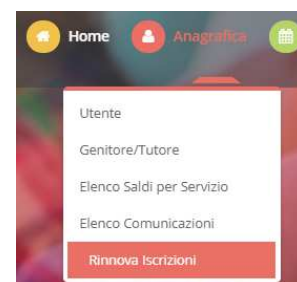 Home Anagrafica
Utente
Genitore/Tutore
Elenco Saldi per Servizio
Elenco Comunicazioni
Rinnova Iscrizioni